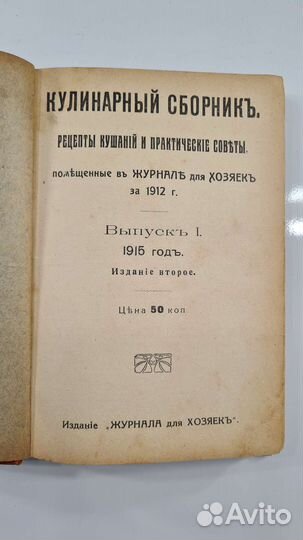 КУЛИНАРНЫЙ СБОРНИКЪ.
РЕЦЕПТЫ КУШАНІЙ И ПРАКТИЧЕСКІЕ СОВѢТЫ,
помѣщенные въ ЖУРНАЛѢ для ХОЗЯЕКЪ
за 1912 г.
Выпускъ I.
1915 годъ.
Изданіе второе.
Цѣна 50 коп
Изданіе „ЖУРНАЛА для ХОЗЯЕКЪ".
Avito